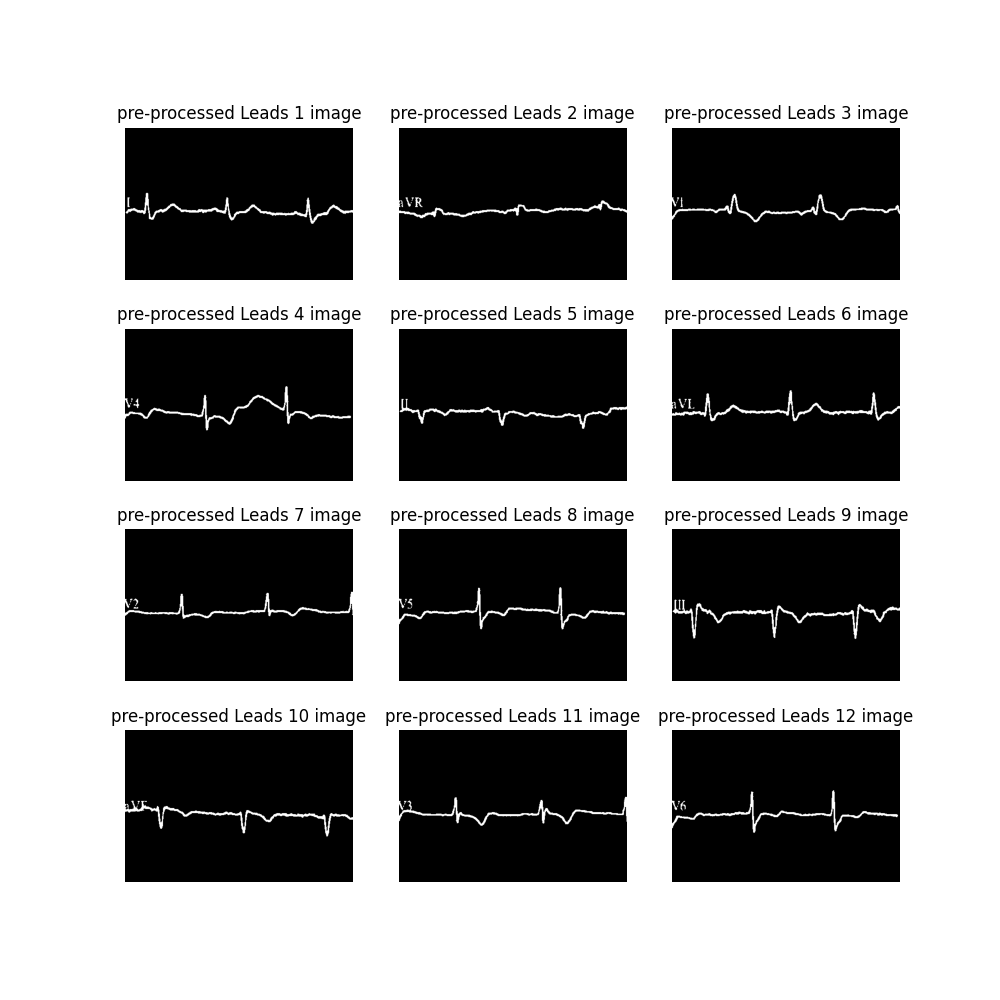 pre-processed Leads 1 image
pre-processed Leads 2 image
pre-processed Leads 3 image
I
aVR
V1
pre-processed Leads 4 image
pre-processed Leads 5 image
pre-processed Leads 6 image
V4
II
aVL
pre-processed Leads 7 image
pre-processed Leads 8 image
pre-processed Leads 9 image
V2
V5
III
pre-processed Leads 10 image
pre-processed Leads 11 image
pre-processed Leads 12 image
aVF
V3
V6